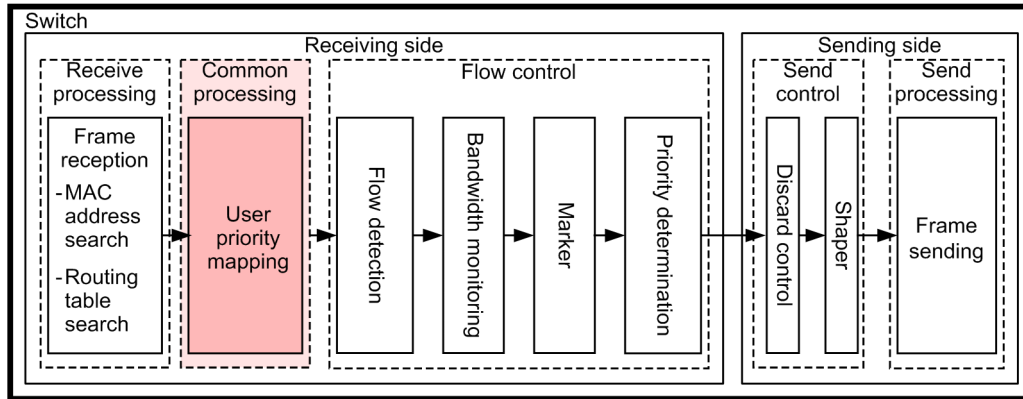 Switch
Receiving side
Receive
processing
Frame
reception
- MAC
address
search
- Routing
table
search
Common
processing
User
priority
mapping
Flow control
Flow detection
Bandwidth monitoring
Marker
Priority determination
Sending side
Send
control
Discard control
Shaper
Send
processing
Frame
sending